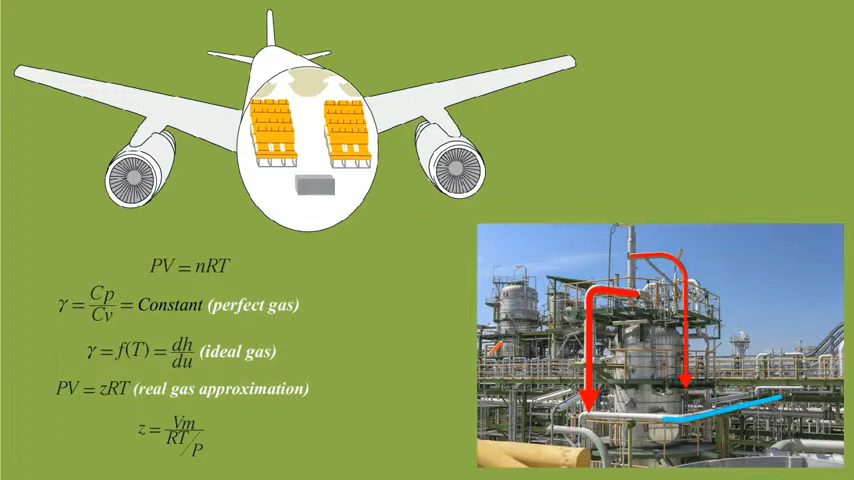 PV = nRT
γ = Cp/Cv = Constant (perfect gas)
γ = f(T) = dh/du (ideal gas)
PV = zRT (real gas approximation)
z = Vm/RT/P